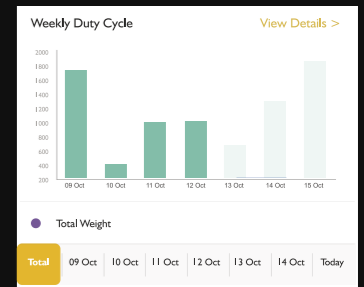 Weekly Duty Cycle View Details >
2000
1800
1600
1400
1200
1000
800
600
400
200
09 Oct 10 Oct 11 Oct 12 Oct 13 Oct 14 Oct 15 Oct
Total Weight
Total 09 Oct 10 Oct 11 Oct 12 Oct 13 Oct 14 Oct Today